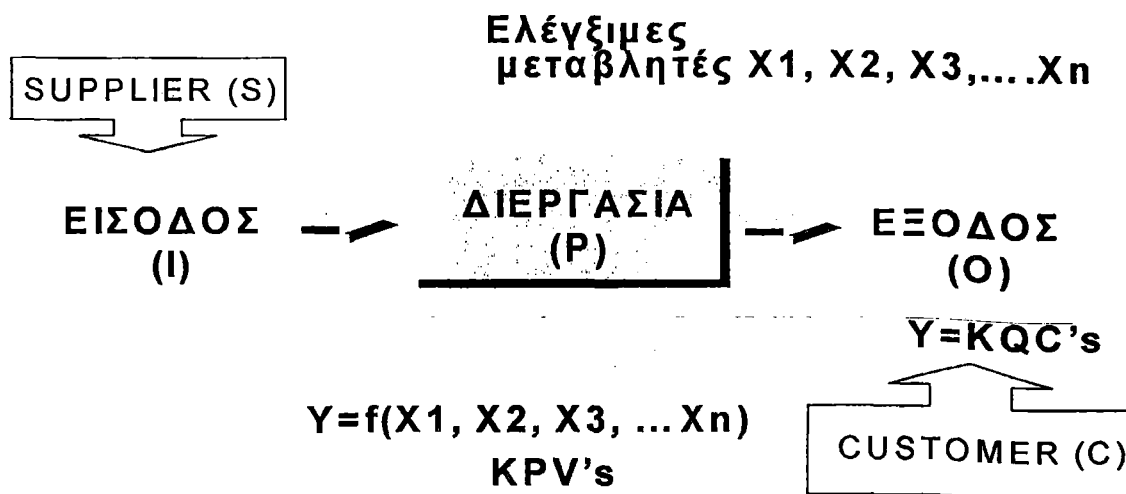 Ελέγξιμες
μεταβλητές X1, X2, X3,....Xn
SUPPLIER (S)
ΕΙΣΟΔΟΣ
(I)
ΔΙΕΡΓΑΣΙΑ
(P)
ΕΞΟΔΟΣ
(O)
Y=KQC's
Y=f(X1, X2, X3, ...Xn)
KPV's
CUSTOMER (C)